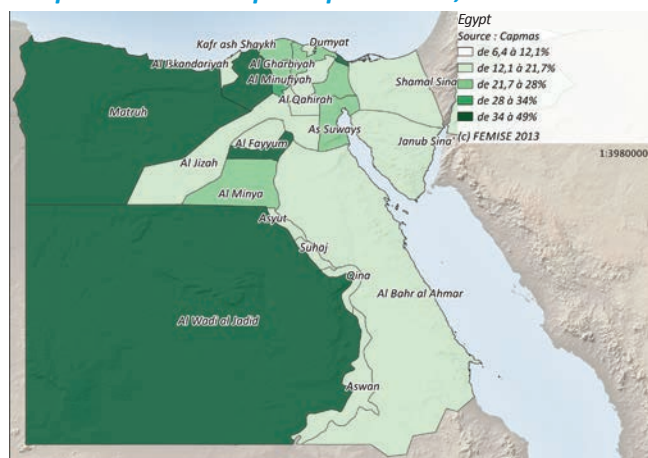 Egypt
Source : Capmas
de 6,4 à 12,1%
de 12,1 à 21,7%
de 21,7 à 28%
de 28 à 34%
de 34 à 49%
(c) FEMISE 2013
1:3980000
Kafr ash Shaykh
Dumyat
Al Iskandariyah
Al Gharbiyah
Al Minufiyah
Shamal Sina
Matruh
Al Qahirah
As Suways
Al Fayyum
Janub Sina
Al Jizah
Al Minya
Asyut
Suhaj
Qina
Al Bahr al Ahmar
Al Wadi al Jadid
Aswan